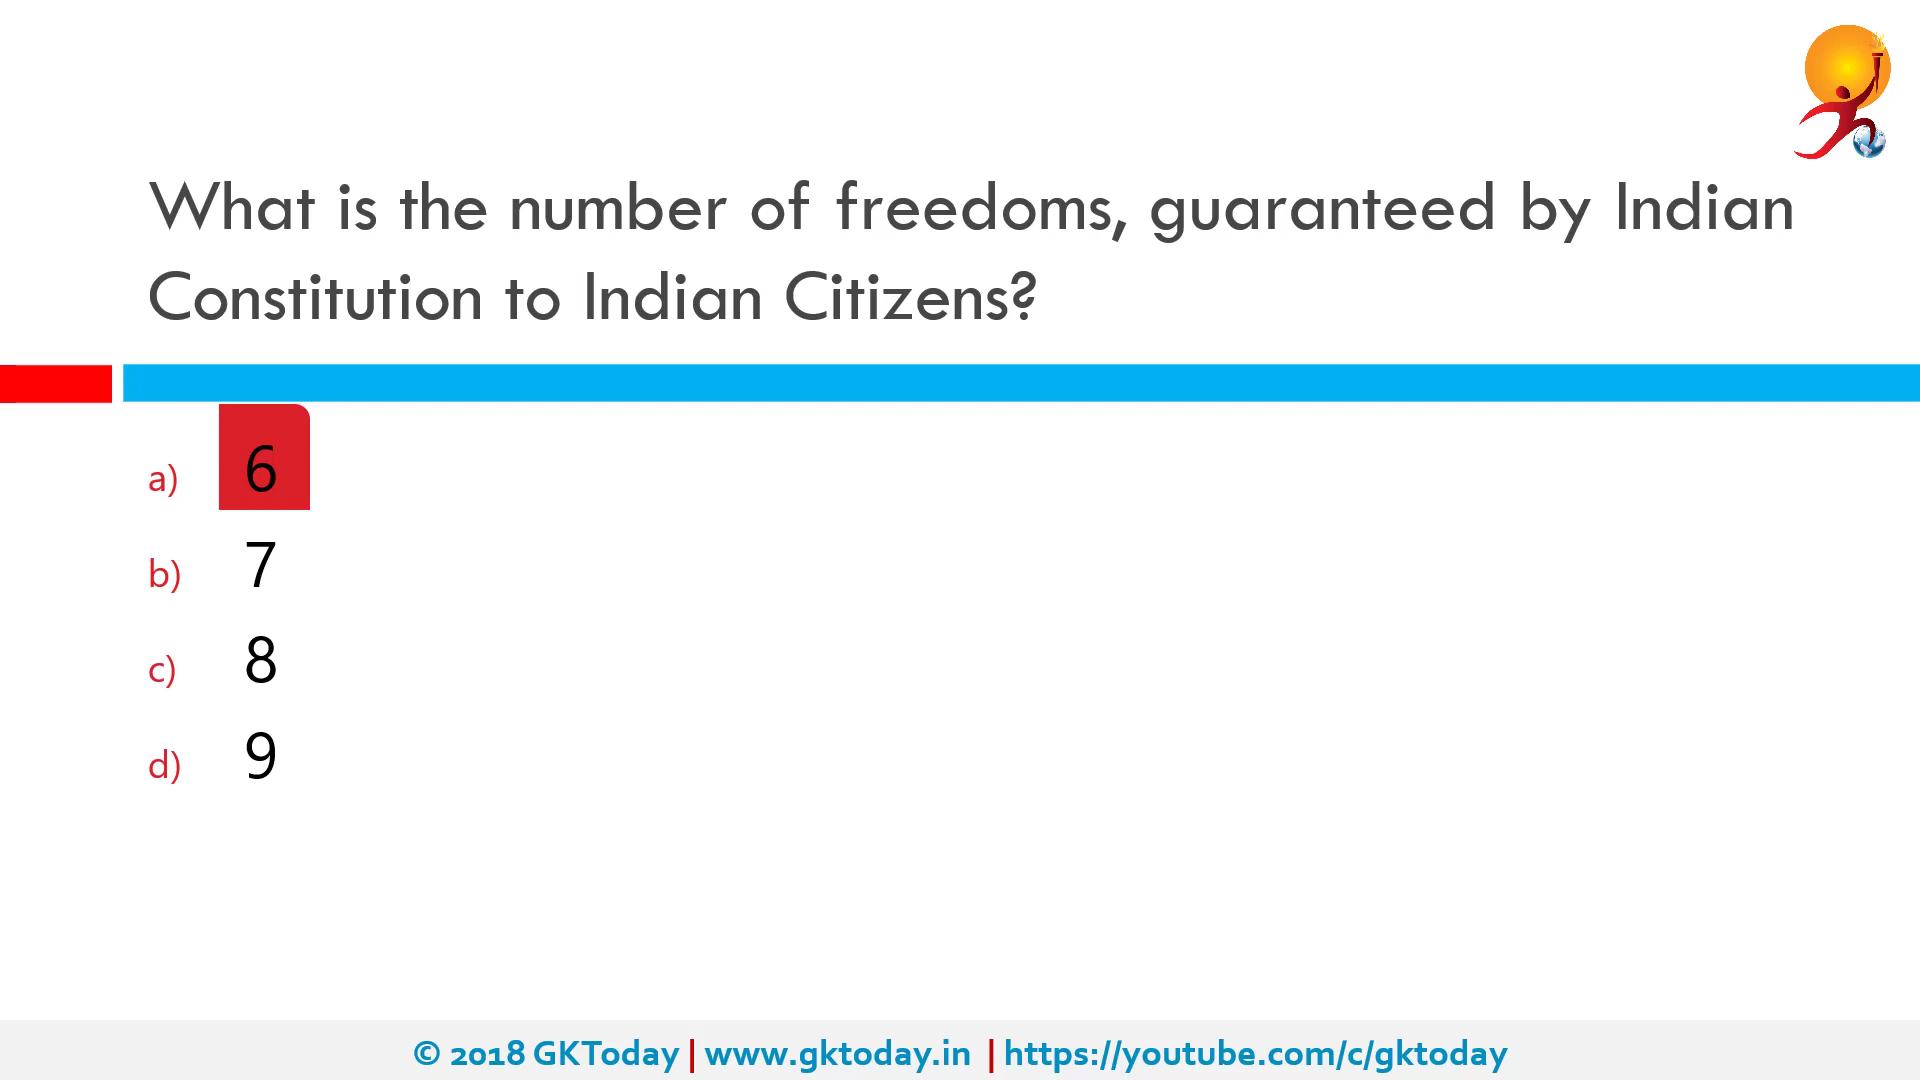 What is the number of freedoms, guaranteed by Indian
Constitution to Indian Citizens?
a) 6
b) 7
c) 8
d) 9
© 2018 GKToday | www.gktoday.in | https://youtube.com/c/gktoday